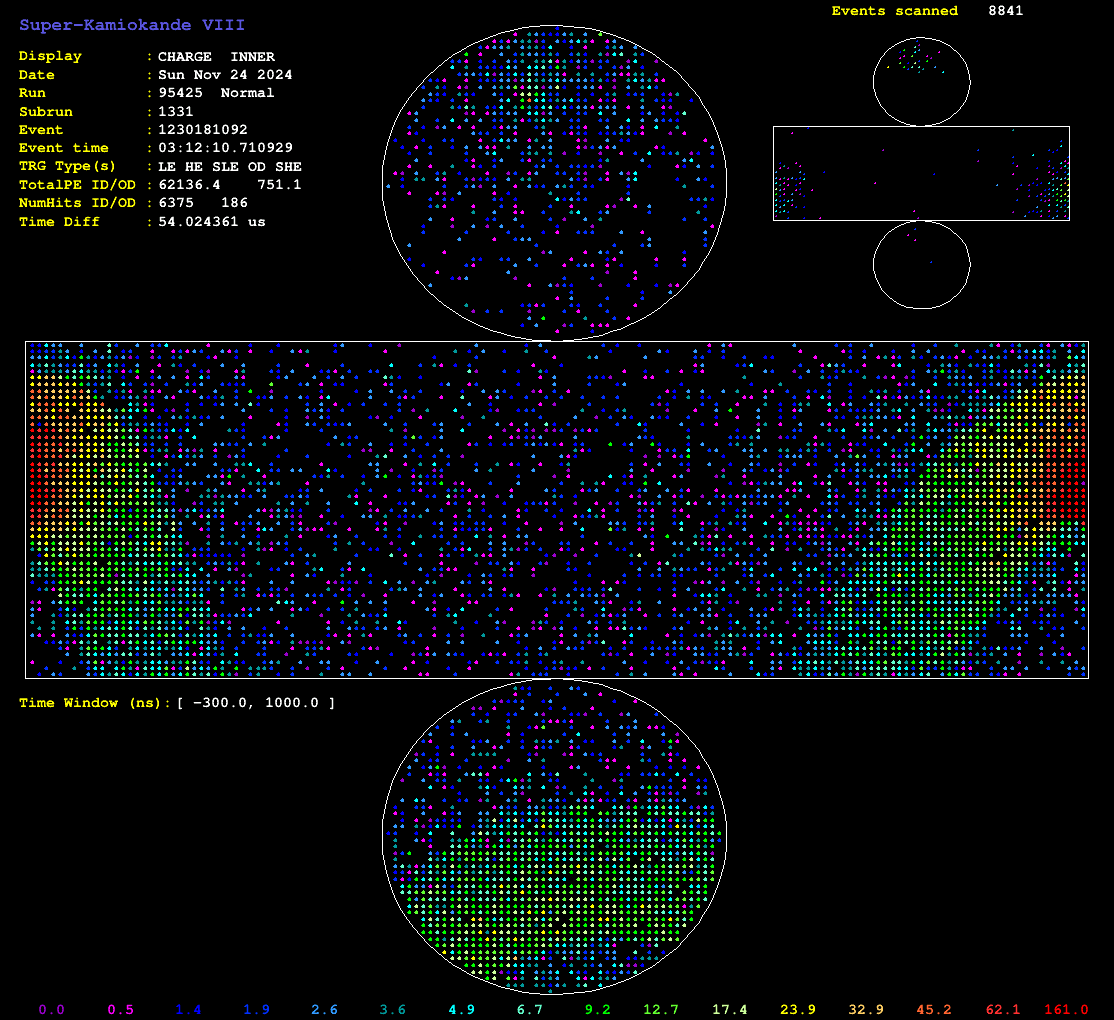 Super-Kamiokande VIII
Events scanned 8841
Display : CHARGE INNER
Date : Sun Nov 24 2024
Run : 95425 Normal
Subrun : 1331
Event : 1230181092
Event time : 03:12:10.710929
TRG Type(s) : LE HE SLE OD SHE
TotalPE ID/OD : 62136.4 751.1
NumHits ID/OD : 6375 186
Time Diff : 54.024361 us
Time Window (ns): [ -300.0, 1000.0 ]
0.0 0.5 1.4 1.9 2.6 3.6 4.9 6.7 9.2 12.7 17.4 23.9 32.9 45.2 62.1 161.0